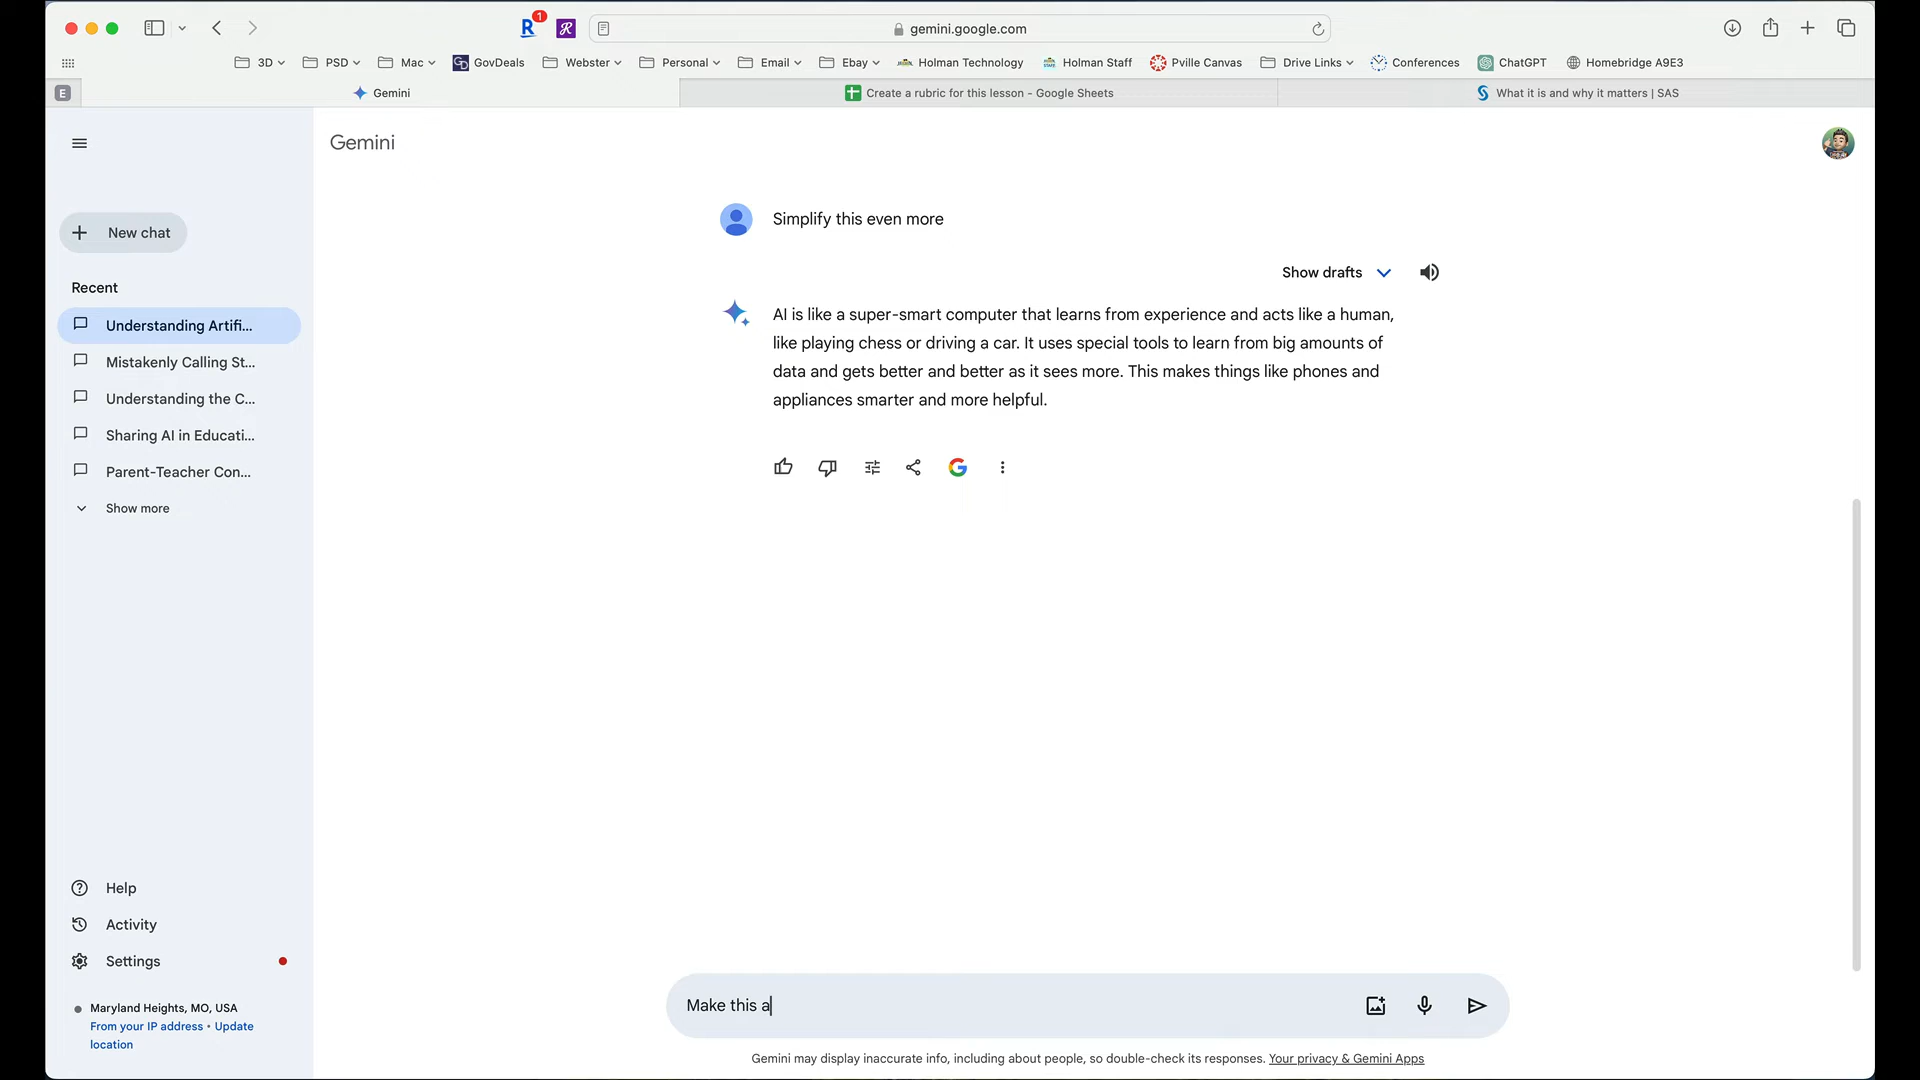 R 1
gemini.google.com
3D PSD Mac GovDeals Webster Personal Email Ebay Holman Technology Holman Staff Pville Canvas Drive Links Conferences ChatGPT Homebridge A9E3
E Gemini Create a rubric for this lesson - Google Sheets What it is and why it matters | SAS
Gemini
New chat
Recent
Understanding Artifi...
Mistakenly Calling St...
Understanding the C...
Sharing AI in Educati...
Parent-Teacher Con...
Show more
Help
Activity
Settings
Maryland Heights, MO, USA
From your IP address • Update
location
Simplify this even more
Show drafts
AI is like a super-smart computer that learns from experience and acts like a human,
like playing chess or driving a car. It uses special tools to learn from big amounts of
data and gets better and better as it sees more. This makes things like phones and
appliances smarter and more helpful.
Make this a
Gemini may display inaccurate info, including about people, so double-check its responses. Your privacy & Gemini Apps